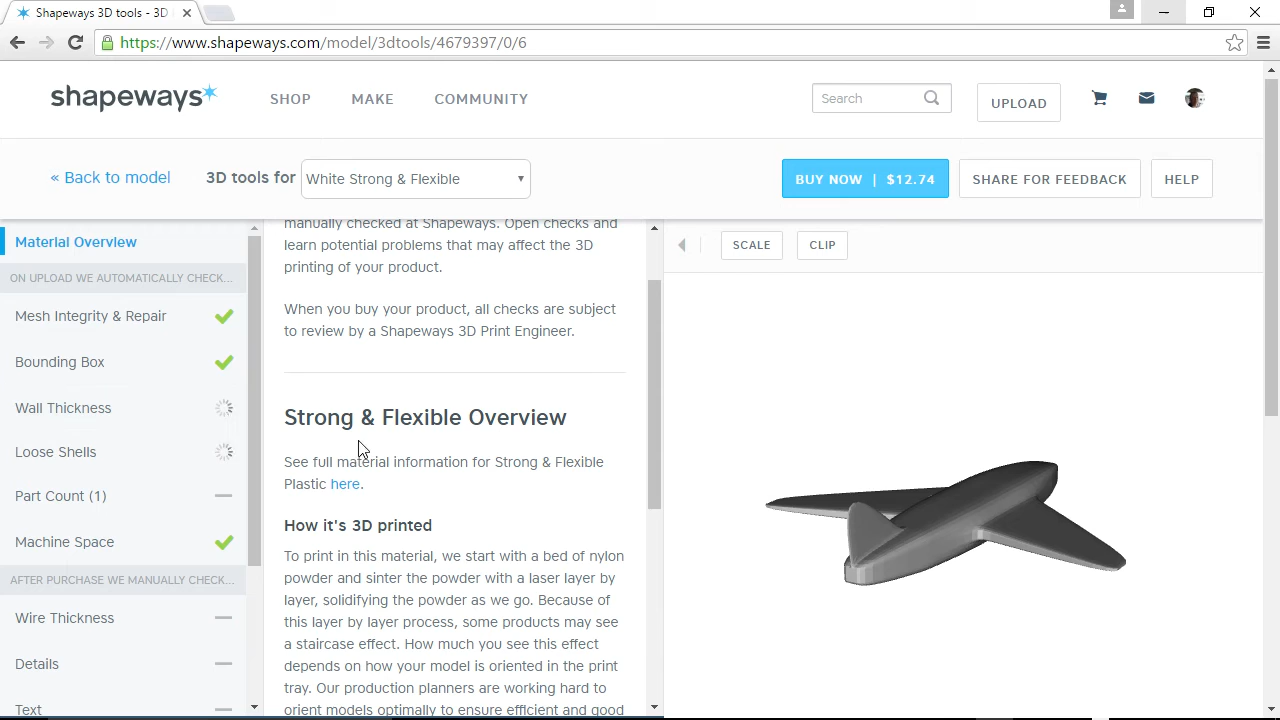 Shapeways 3D tools - 3D
https://www.shapeways.com/model/3dtools/4679397/0/6
shapeways
SHOP
MAKE
COMMUNITY
Search
UPLOAD
« Back to model
3D tools for
White Strong & Flexible
BUY NOW | $12.74
SHARE FOR FEEDBACK
HELP
Material Overview
ON UPLOAD WE AUTOMATICALLY CHECK...
Mesh Integrity & Repair
Bounding Box
Wall Thickness
Loose Shells
Part Count (1)
Machine Space
AFTER PURCHASE WE MANUALLY CHECK...
Wire Thickness
Details
Text
manually checked at Shapeways. Open checks and
learn potential problems that may affect the 3D
printing of your product.
When you buy your product, all checks are subject
to review by a Shapeways 3D Print Engineer.
Strong & Flexible Overview
See full material information for Strong & Flexible
Plastic here.
How it's 3D printed
To print in this material, we start with a bed of nylon
powder and sinter the powder with a laser layer by
layer, solidifying the powder as we go. Because of
this layer by layer process, some products may see
a staircase effect. How much you see this effect
depends on how your model is oriented in the print
tray. Our production planners are working hard to
orient models optimally to ensure efficient and good
SCALE
CLIP